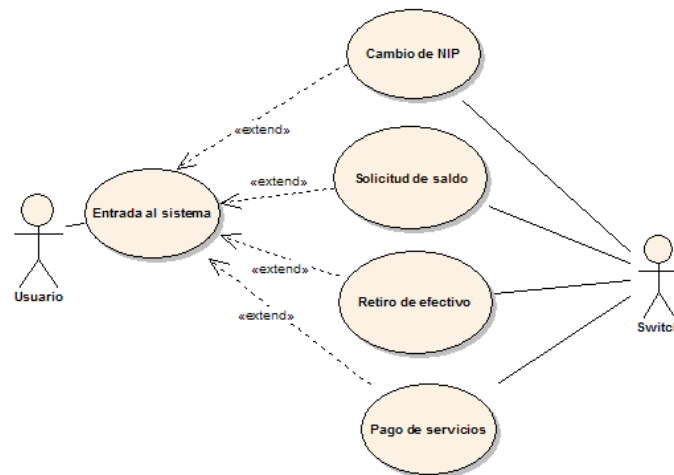 Cambio de NIP
«extend»
«extend»
Solicitud de saldo
Entrada al sistema
«extend»
Usuario
Retiro de efectivo
«extend»
Switch
Pago de servicios